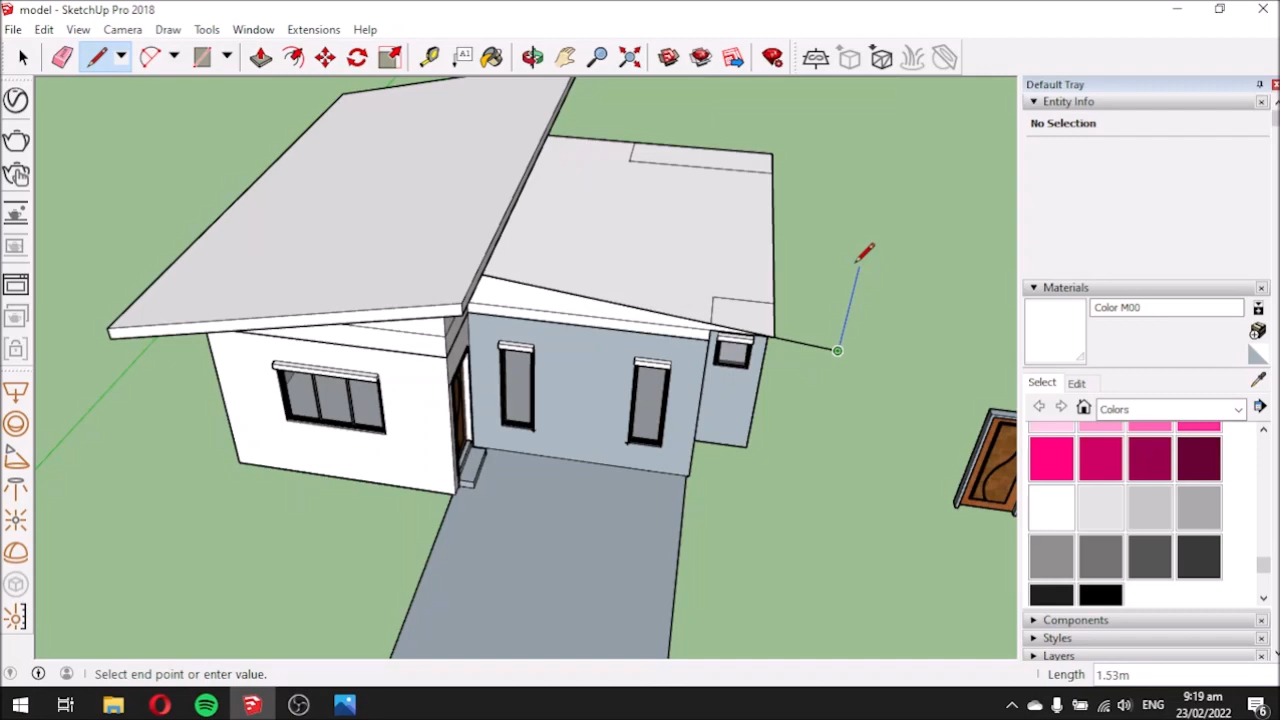 model - SketchUp Pro 2018
File Edit View Camera Draw Tools Window Extensions Help
A1
Default Tray
Entity Info
No Selection
Materials
Color M00
Select Edit
Colors
Components
Styles
Layers
Select end point or enter value.
Length 1.53m
ENG
9:19 am
23/02/2022
6